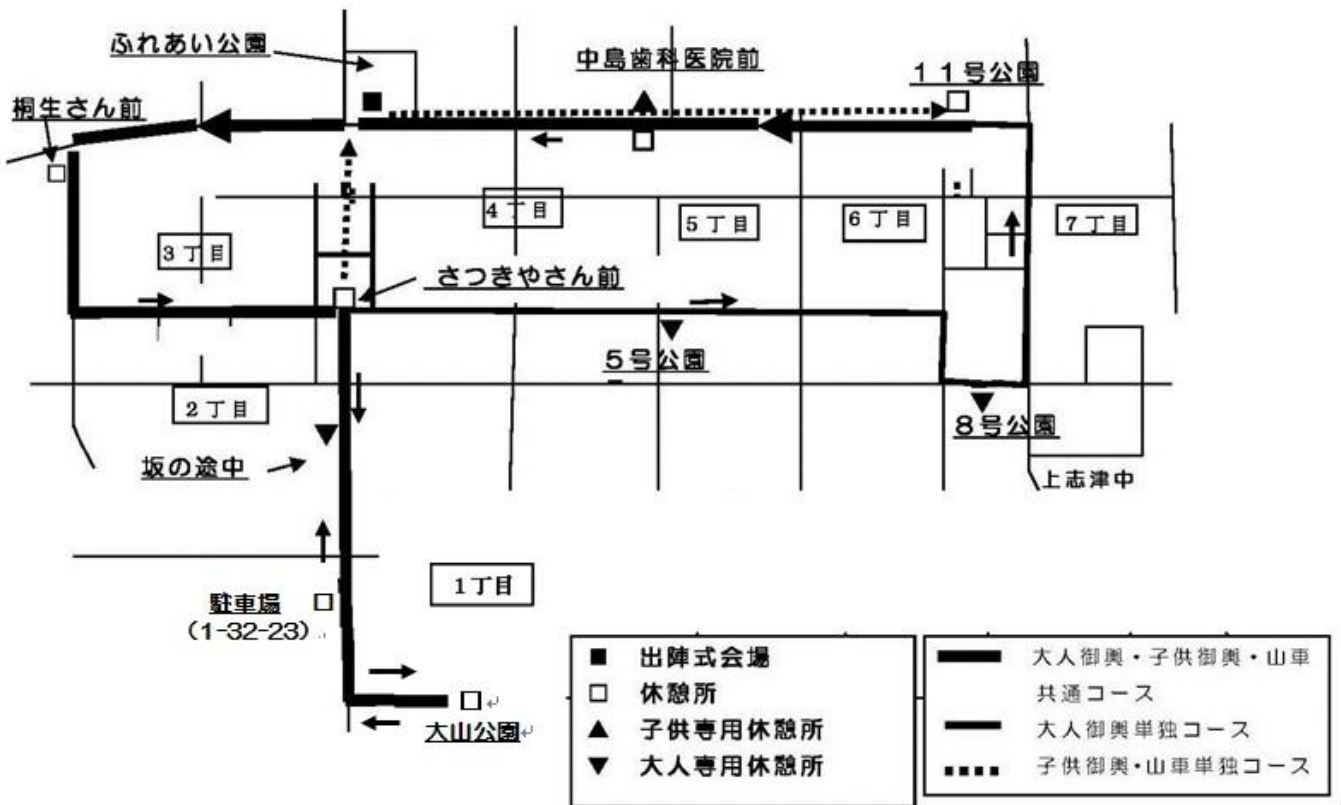 ふれあい公園
中島歯科医院前
11号公園
桐生さん前
4丁目
5丁目
6丁目
7丁目
3丁目
さつきやさん前
5号公園
2丁目
8号公園
坂の途中
上志津中
1丁目
駐車場
(1-32-23)
大山公園
■ 出陣式会場
□ 休憩所
▲ 子供専用休憩所
▼ 大人専用休憩所
大人御輿・子供御輿・山車
共通コース
大人御輿単独コース
子供御輿・山車単独コース